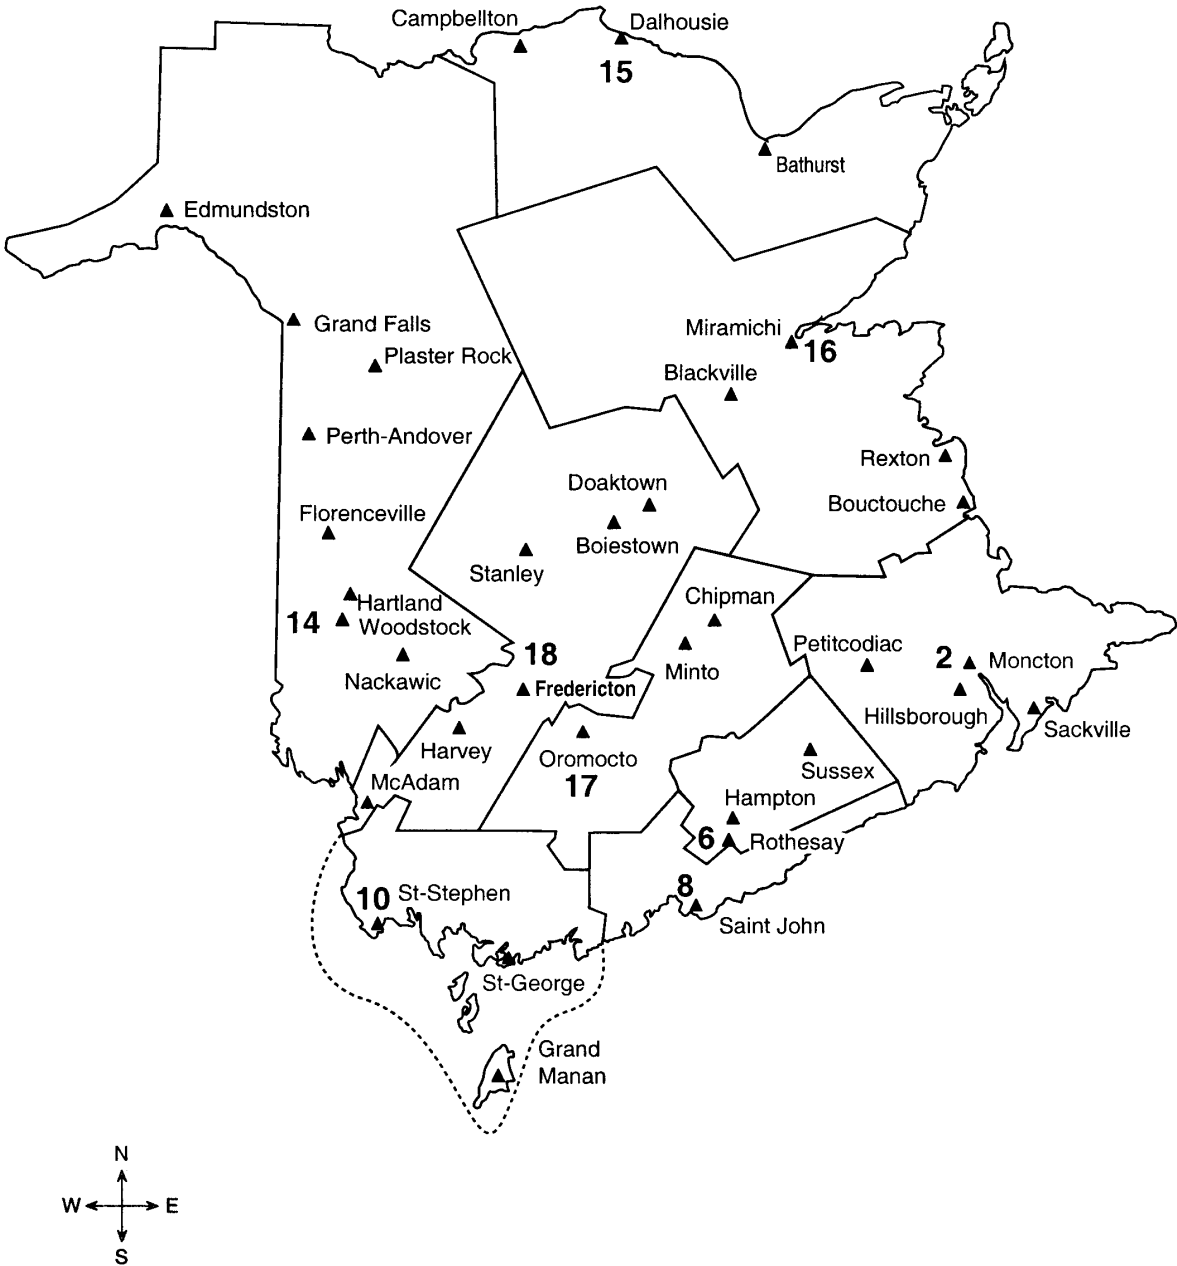 Campbellton
Dalhousie
15
Bathurst
Edmundston
Grand Falls
Plaster Rock
Miramichi
16
Blackville
Perth-Andover
Rexton
Doaktown
Bouctouche
Florenceville
Boiestown
Stanley
Chipman
Hartland
14
Woodstock
18
Petitcodiac
2
Moncton
Minto
Nackawic
Fredericton
Hillsborough
Sackville
Harvey
Oromocto
17
Sussex
McAdam
Hampton
6
Rothesay
8
10
St-Stephen
Saint John
St-George
Grand
Manan
N
W
E
S